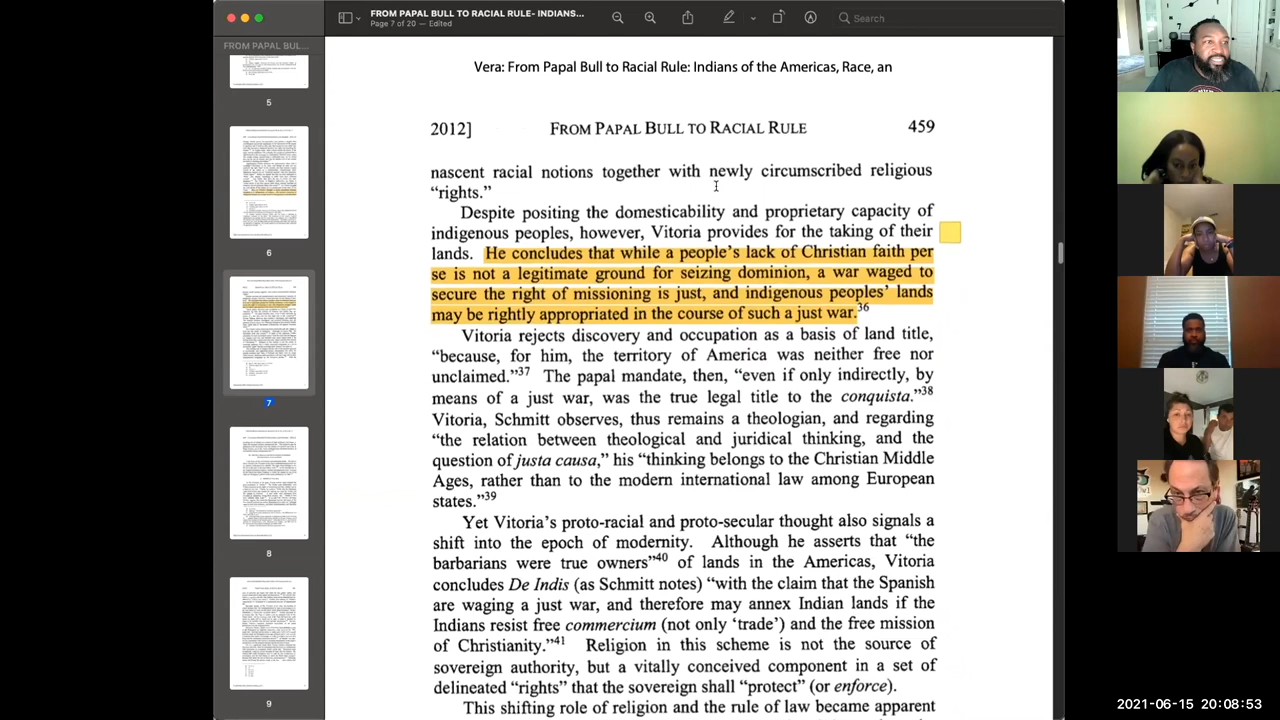 FROM PAPAL BULL TO RACIAL RULE- INDIANS...
Page 7 of 20 — Edited
Search
FROM PAPAL BUL...
5
6
7
8
9
Vera: From Papal Bull to Racial Rule: Indians of the Americas, Race, an
2012] FROM PAPAL BULL TO RACIAL RULE 459
nascent racial notions together with newly circumscribed religious
“rights.”
Despite positing the domestic unity and proprietary capacity of
indigenous peoples, however, Vitoria provides for the taking of their
lands. He concludes that while a people’s lack of Christian faith per
se is not a legitimate ground for seizing dominion, a war waged to
secure the right of missioning is just and indigenous peoples’ lands
may be rightly appropriated in the course of such a just war.36
Vitoria rejects discovery and occupation as a basis of land title,
“because, for him, the territory of America was neither free nor
unclaimed.”37 The papal mandate then, “even if only indirectly, by
means of a just war, was the true legal title to the conquista.”38
Vitoria, Schmitt observes, thus remains a theologian, and regarding
“the relation between theological and juridical thinking, and the
question of justa causa,” his “thinking belongs to the Christian Middle
Ages, rather than to the modern international law among European
states.”39
Yet Vitoria’s proto-racial and proto-secular thought also signals a
shift into the epoch of modernity. Although he asserts that “the
barbarians were true owners”40 of lands in the Americas, Vitoria
concludes De Indis (as Schmitt notes) with the claim that the Spanish
are waging a just war, and therefore may annex Indian lands if the
Indians resist free comercium (not only ‘trade’) and the free mission
of Christianity. Religion in this scheme is not the source of
sovereign authority, but a vitally conceived component in a set of
delineated “rights” that the sovereign shall “protect” (or enforce).
This shifting role of religion and the rule of law became apparent
2021-06-15 20:08:53